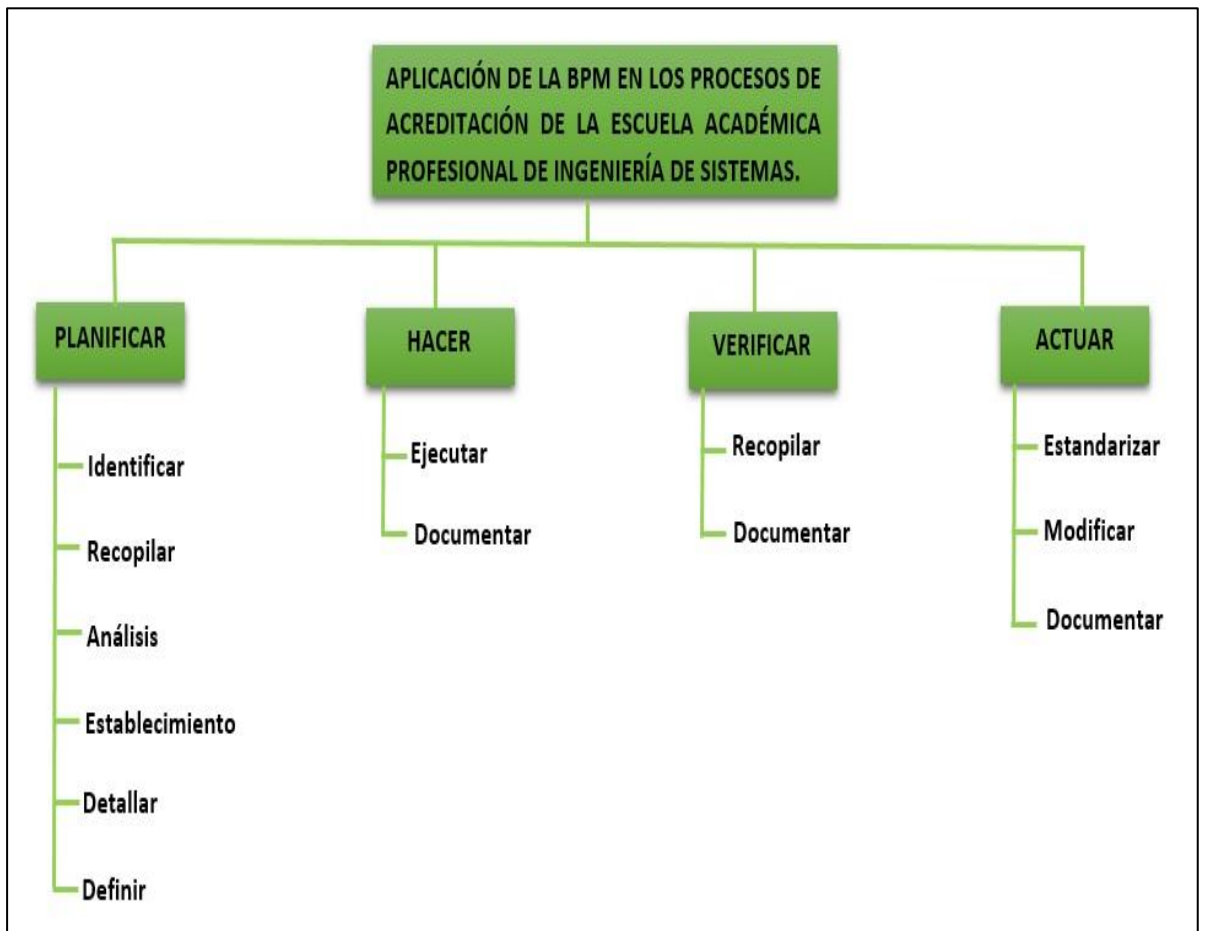 APLICACIÓN DE LA BPM EN LOS PROCESOS DE
ACREDITACIÓN DE LA ESCUELA ACADÉMICA
PROFESIONAL DE INGENIERÍA DE SISTEMAS.
PLANIFICAR
Identificar
Recopilar
Análisis
Establecimiento
Detallar
Definir
HACER
Ejecutar
Documentar
VERIFICAR
Recopilar
Documentar
ACTUAR
Estandarizar
Modificar
Documentar